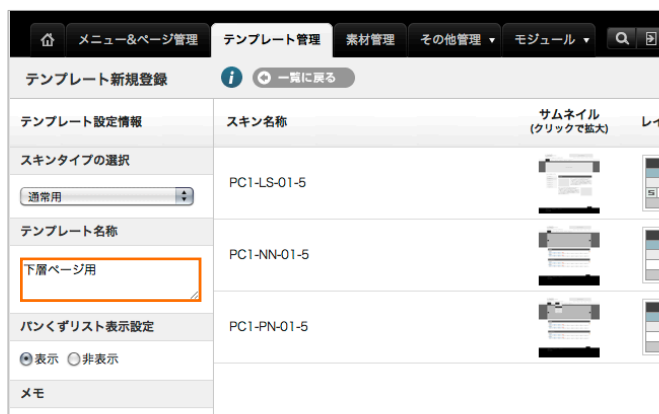 メニュー&ページ管理 テンプレート管理 素材管理 その他管理 ▼ モジュール ▼
テンプレート新規登録 i 一覧に戻る
テンプレート設定情報
スキン名称
サムネイル
(クリックで拡大)
レイ
スキンタイプの選択
通常用
テンプレート名称
下層ページ用
パンくずリスト表示設定
表示 非表示
メモ
PC1-LS-01-5
PC1-NN-01-5
PC1-PN-01-5